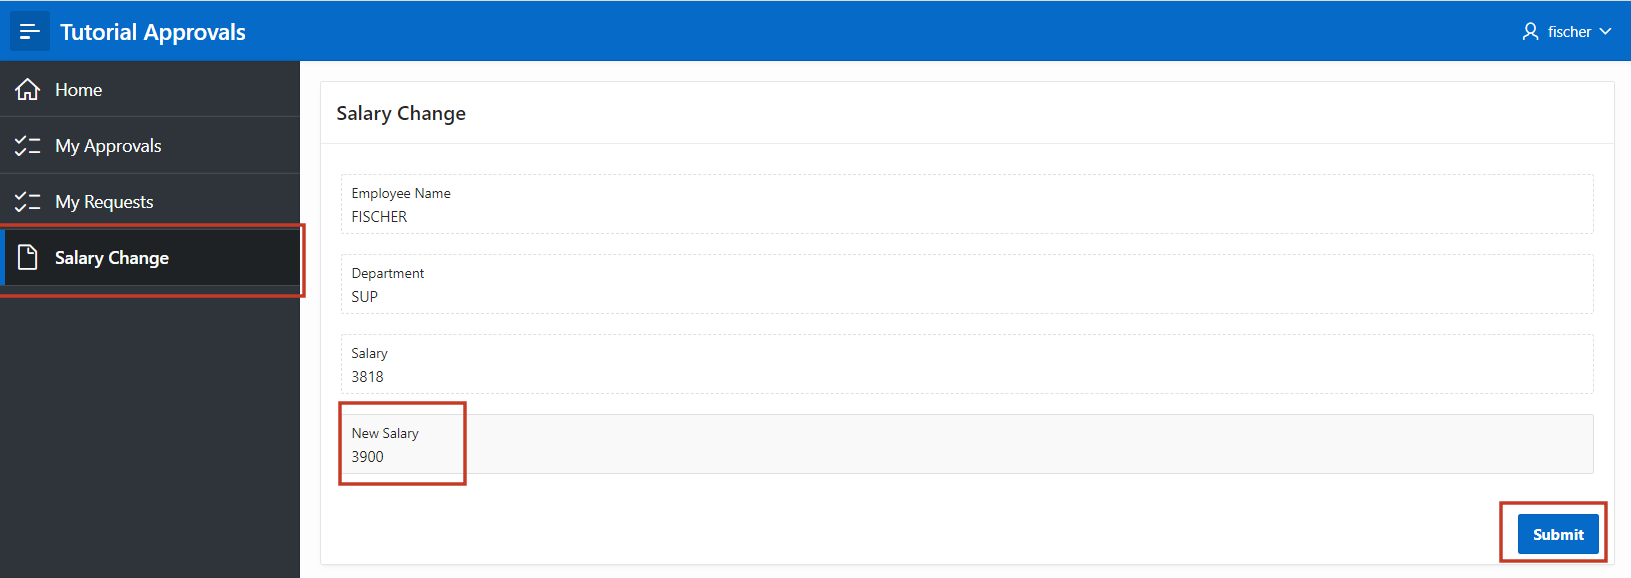 Tutorial Approvals
fischer
Home
My Approvals
My Requests
Salary Change
Salary Change
Employee Name
FISCHER
Department
SUP
Salary
3818
New Salary
3900
Submit